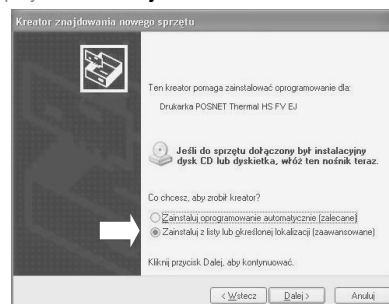 Kreator znajdowania nowego sprzętu
Ten kreator pomaga zainstalować oprogramowanie dla:
Drukarka POSNET Thermal HS FV EJ
Jeśli do sprzętu dołączony był instalacyjny
dysk CD lub dyskietka, włóż ten nośnik teraz.
Co chcesz, aby zrobił kreator?
Zainstaluj oprogramowanie automatycznie (zalecane)
Zainstaluj z listy lub określonej lokalizacji (zaawansowane)
Kliknij przycisk Dalej, aby kontynuować.
< Wstecz
Dalej >
Anuluj